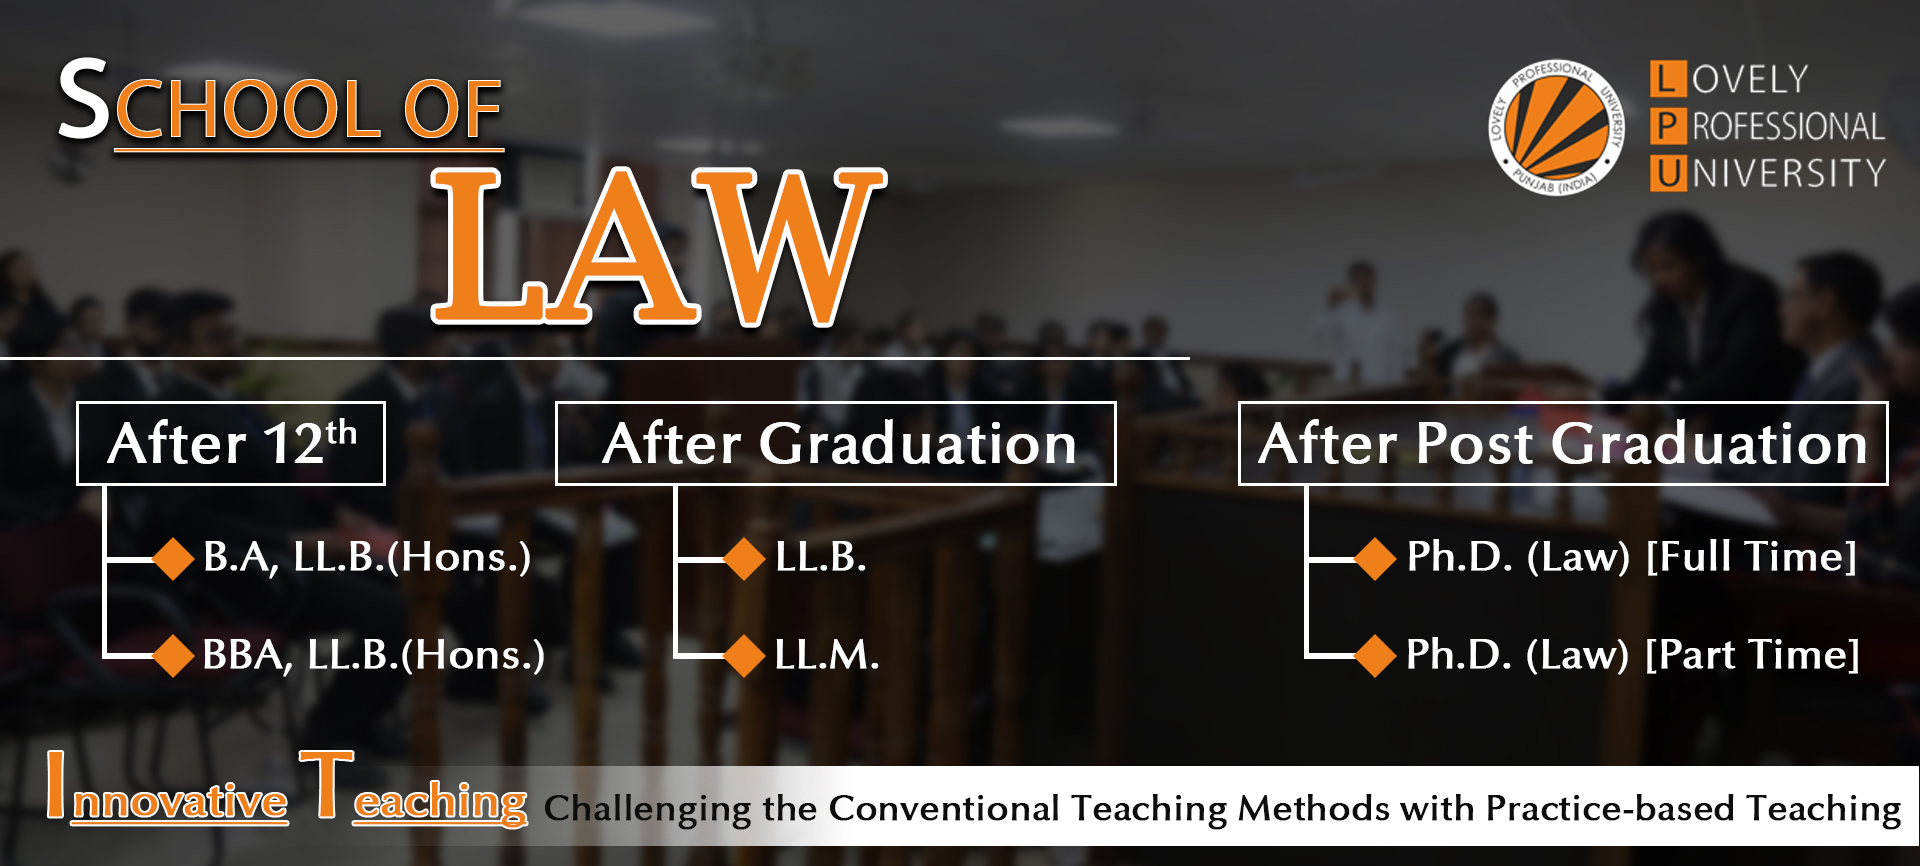 SCHOOL OF
LAW
LOVELY PROFESSIONAL UNIVERSITY
PUNJAB (INDIA)
LOVELY
PROFESSIONAL
UNIVERSITY
After 12th
B.A, LL.B.(Hons.)
BBA, LL.B.(Hons.)
After Graduation
LL.B.
LL.M.
After Post Graduation
Ph.D. (Law) [Full Time]
Ph.D. (Law) [Part Time]
Innovative Teaching Challenging the Conventional Teaching Methods with Practice-based Teaching